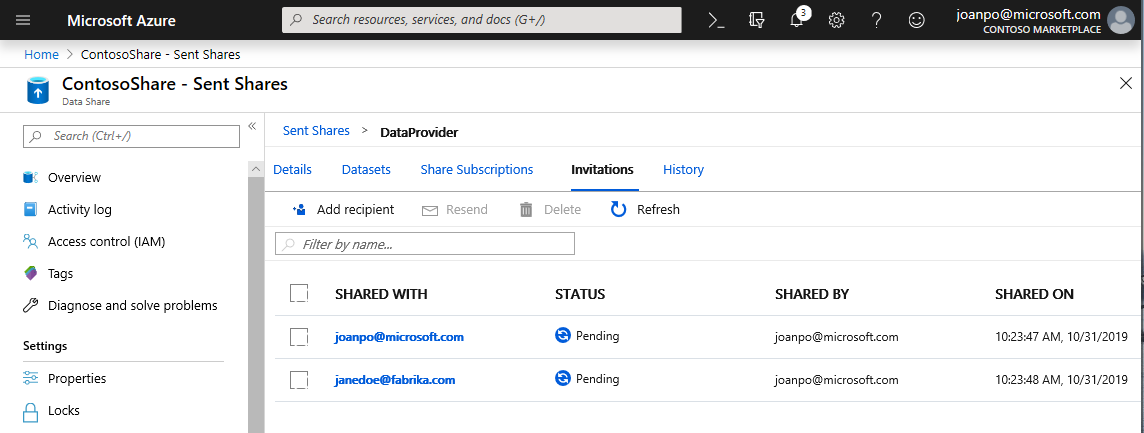 Microsoft Azure
Search resources, services, and docs (G+/)
3
joanpo@microsoft.com
CONTOSO MARKETPLACE
Home > ContosoShare - Sent Shares
ContosoShare - Sent Shares
Data Share
Search (Ctrl+/)
Overview
Activity log
Access control (IAM)
Tags
Diagnose and solve problems
Settings
Properties
Locks
Sent Shares > DataProvider
Details Datasets Share Subscriptions Invitations History
Add recipient Resend Delete Refresh
Filter by name...
SHARED WITH STATUS SHARED BY SHARED ON
joanpo@microsoft.com Pending joanpo@microsoft.com 10:23:47 AM, 10/31/2019
janedoe@fabrika.com Pending joanpo@microsoft.com 10:23:48 AM, 10/31/2019